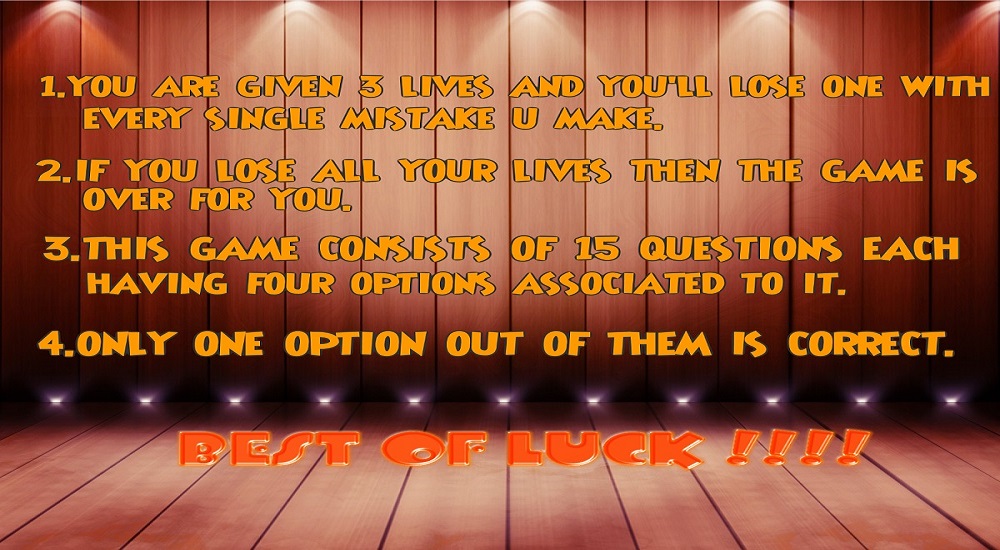 1.YOU ARE GIVEN 3 LIVES AND YOU'LL LOSE ONE WITH
EVERY SINGLE MISTAKE U MAKE.
2.IF YOU LOSE ALL YOUR LIVES THEN THE GAME IS
OVER FOR YOU.
3.THIS GAME CONSISTS OF 15 QUESTIONS EACH
HAVING FOUR OPTIONS ASSOCIATED TO IT.
4.ONLY ONE OPTION OUT OF THEM IS CORRECT.
BEST OF LUCK !!!!